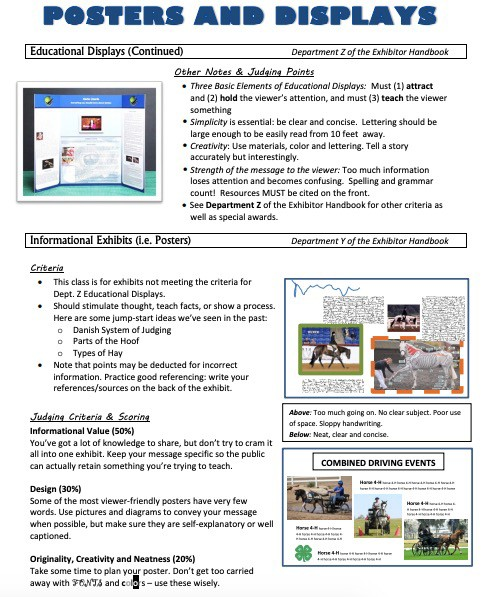 POSTERS AND DISPLAYS
Educational Displays (Continued)
Department Z of the Exhibitor Handbook
Other Notes & Judging Points
• Three Basic Elements of Educational Displays: Must (1) attract
and (2) hold the viewer's attention, and must (3) teach the viewer
something
• Simplicity is essential: be clear and concise. Lettering should be
large enough to be easily read from 10 feet away.
• Creativity: Use materials, color and lettering. Tell a story
accurately but interestingly.
• Strength of the message to the viewer: Too much information
loses attention and becomes confusing. Spelling and grammar
count! Resources MUST be cited on the front.
• See Department Z of the Exhibitor Handbook for other criteria as
well as special awards.
Informational Exhibits (i.e. Posters)
Department Y of the Exhibitor Handbook
Criteria
• This class is for exhibits not meeting the criteria for
Dept. Z Educational Displays.
• Should stimulate thought, teach facts, or show a process.
Here are some jump-start ideas we've seen in the past:
o Danish System of Judging
o Parts of the Hoof
o Types of Hay
• Note that points may be deducted for incorrect
information. Practice good referencing: write your
references/sources on the back of the exhibit.
Judging Criteria & Scoring
Informational Value (50%)
You've got a lot of knowledge to share, but don't try to cram it
all into one exhibit. Keep your message specific so the public
can actually retain something you're trying to teach.
Design (30%)
Some of the most viewer-friendly posters have very few
words. Use pictures and diagrams to convey your message
when possible, but make sure they are self-explanatory or well
captioned.
Originality, Creativity and Neatness (20%)
Take some time to plan your poster. Don't get too carried
away with FONTS and colors – use these wisely.
Above: Too much going on. No clear subject. Poor use
of space. Sloppy handwriting.
Below: Neat, clear and concise.
COMBINED DRIVING EVENTS
Horse 4-H
Horse 4-H
Horse 4-H
Horse 4-H